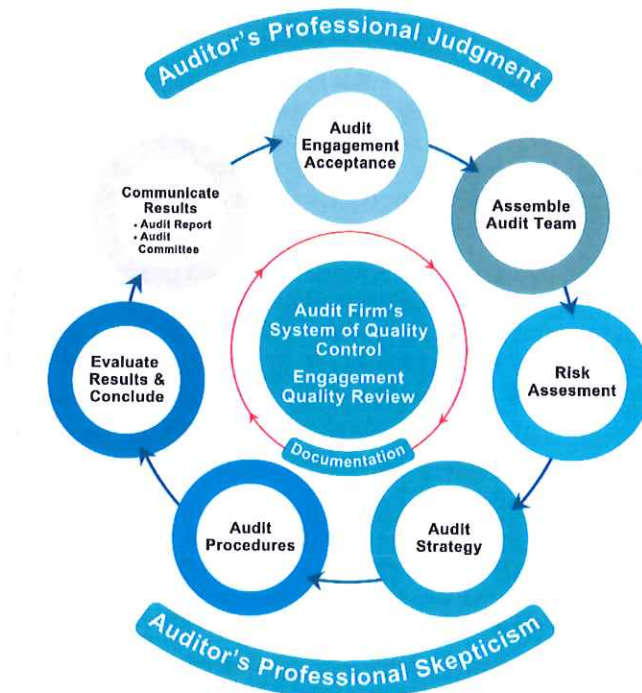 Auditor's Professional Judgment
Audit
Engagement
Acceptance
Assemble
Audit Team
Risk
Assesment
Audit
Strategy
Audit
Procedures
Evaluate
Results &
Conclude
Communicate
Results
• Audit Report
• Audit
Committee
Audit Firm's
System of Quality
Control
Engagement
Quality Review
Documentation
Auditor's Professional Skepticism